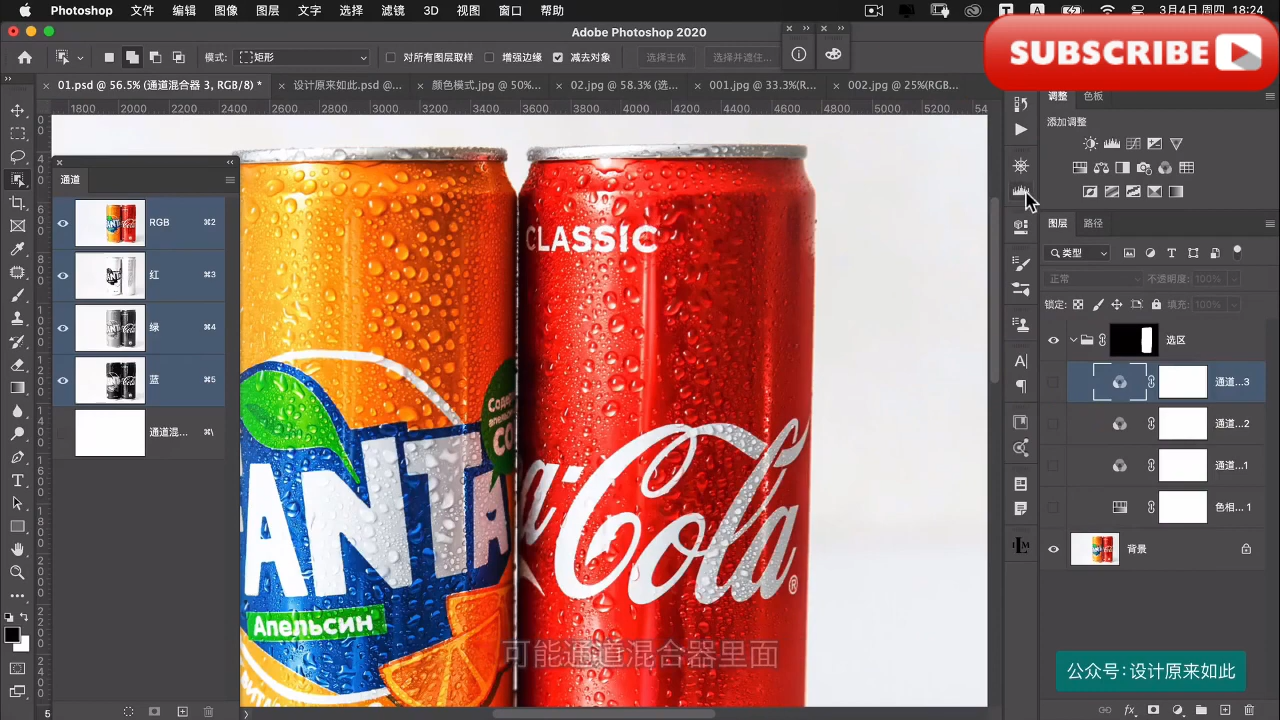 Photoshop 文件 编辑 图像 图层 文字 选择 滤镜 3D 视图 窗口 帮助 3月4日 周四 18:24
Adobe Photoshop 2020
SUBSCRIBE
模式: 矩形 对所有图层取样 增强边缘 减去对象 选择主体 选择并遮住...
01.psd @ 56.5% (通道混合器 3, RGB/8) * 设计原来如此.psd @... 颜色模式.jpg @ 50%... 02.jpg @ 58.3% (选... 001.jpg @ 33.3%(R... 002.jpg @ 25%(RGB...
1800 2000 2200 2400 3200 3400 3600 3800 4000 4200 4400 4600 4800 5000 5200 54
调整 色板
添加调整
通道
RGB ⌘2
红 ⌘3
绿 ⌘4
蓝 ⌘5
通道混... ⌘\
CLASSIC
ANTA
Апельсин
a-Cola
®
图层 路径
类型
正常 不透明度: 100%
锁定: 填充: 100%
选区
通道...3
通道...2
通道...1
色相... 1
背景
可能通道混合器里面
公众号:设计原来如此